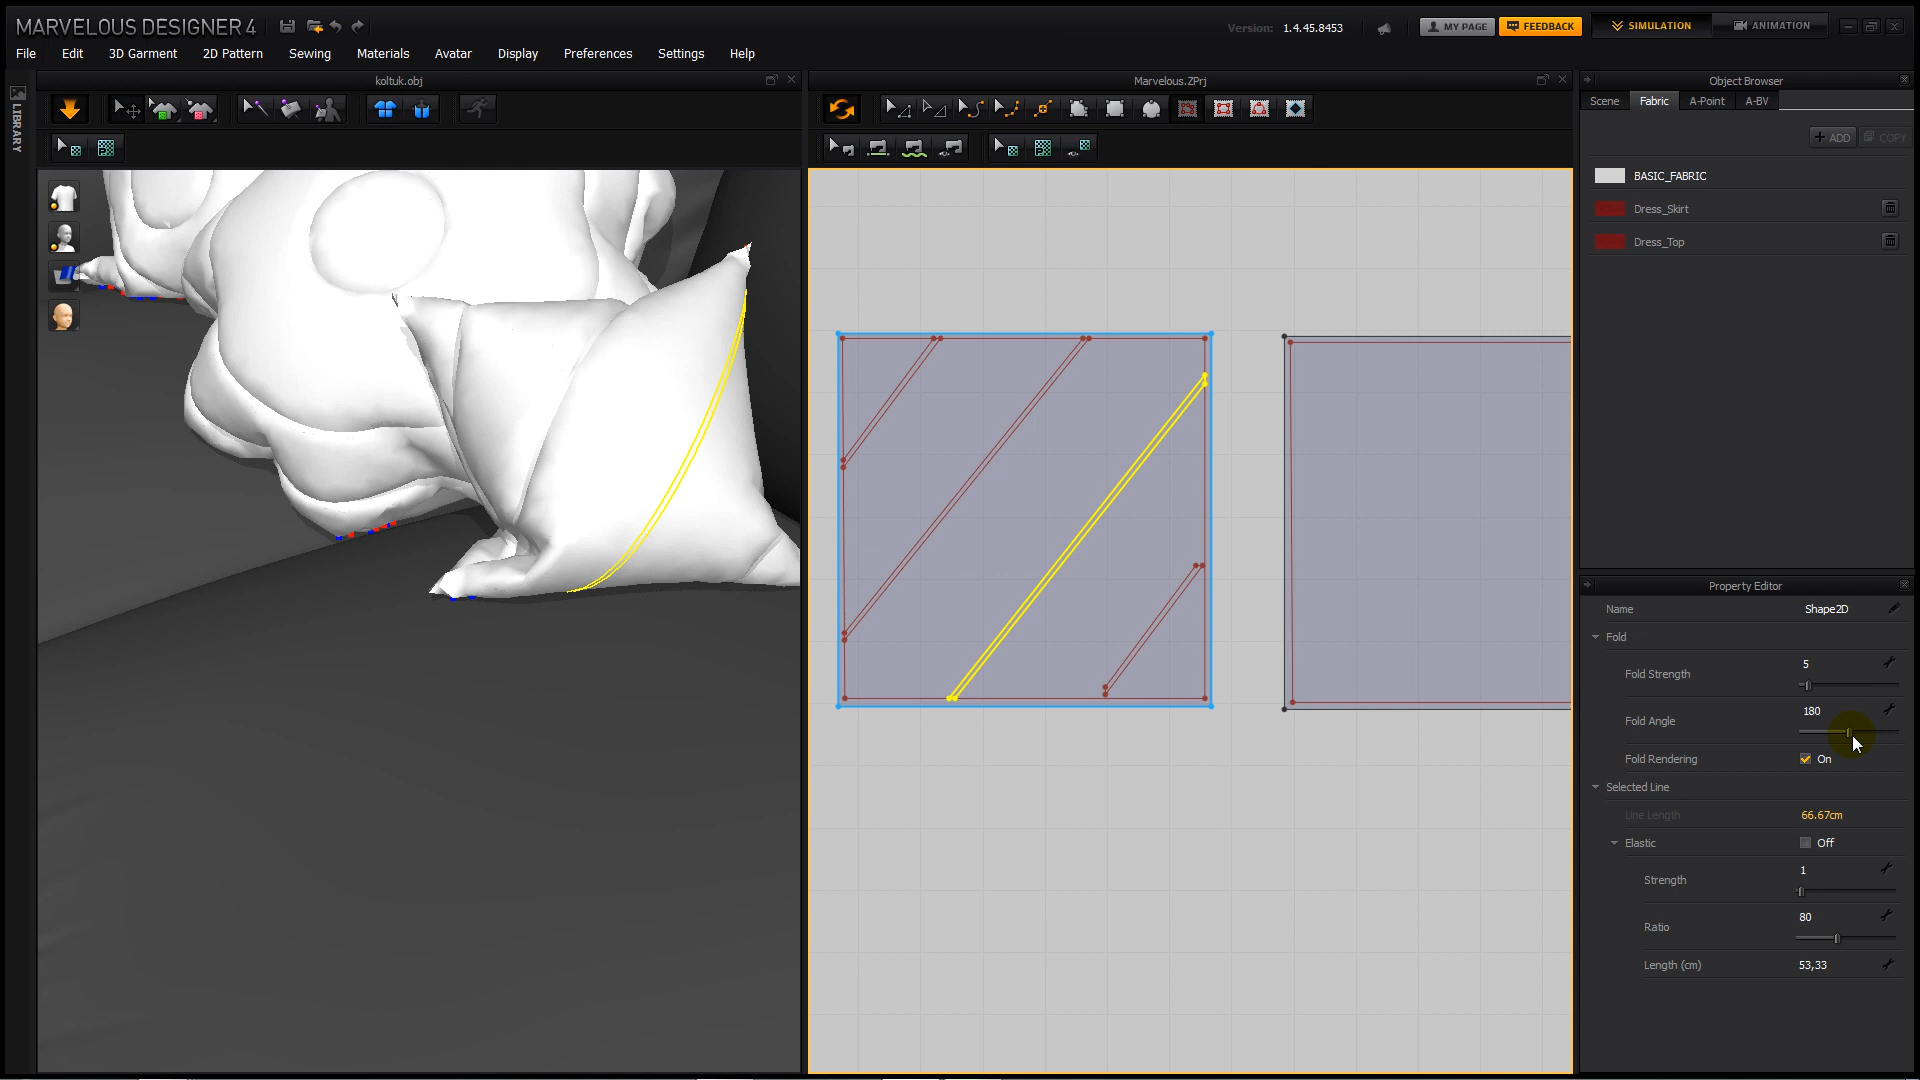 MARVELOUS DESIGNER 4
Version: 1.4.45.8453
MY PAGE
FEEDBACK
SIMULATION
ANIMATION
File Edit 3D Garment 2D Pattern Sewing Materials Avatar Display Preferences Settings Help
koltuk.obj
Marvelous.ZPrj
Object Browser
LIBRARY
Scene Fabric A-Point A-BV
+ ADD COPY
BASIC_FABRIC
Dress_Skirt
Dress_Top
Property Editor
Name Shape2D
Fold
Fold Strength 5
Fold Angle 180
Fold Rendering On
Selected Line
Line Length 66.67cm
Elastic Off
Strength 1
Ratio 80
Length (cm) 53,33